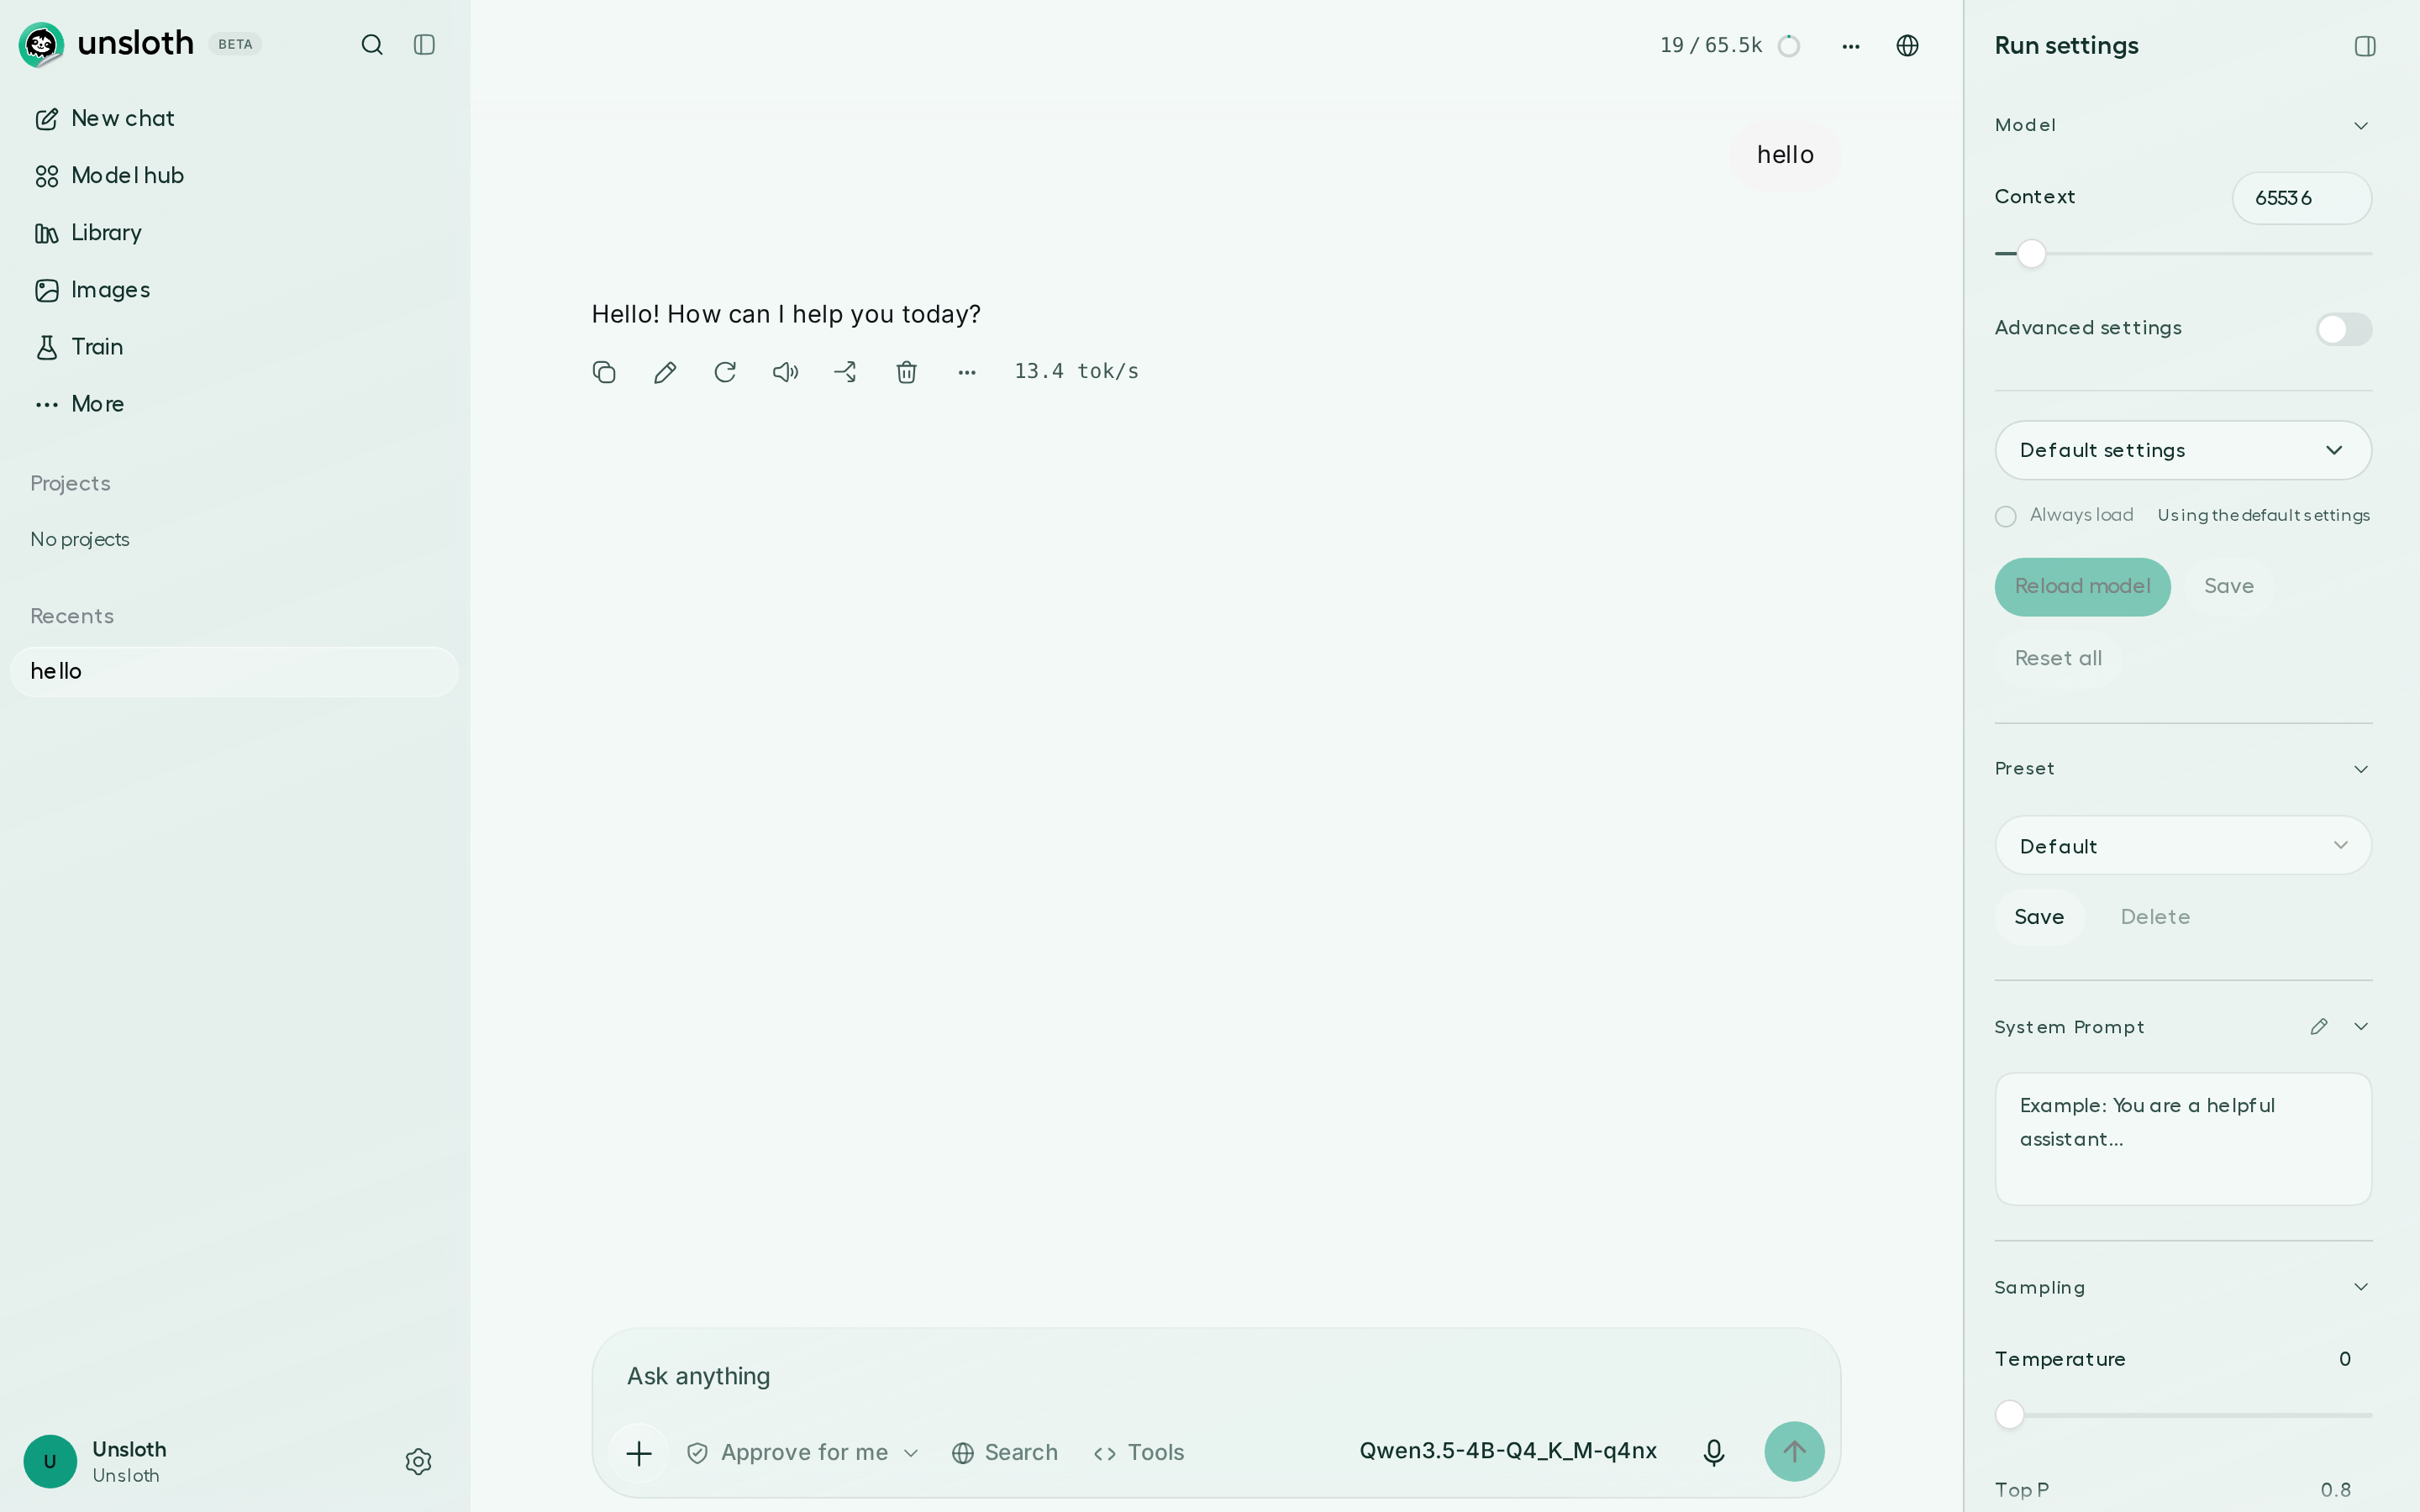 unsloth BETA
New chat
Model hub
Library
Images
Train
More
Projects
No projects
Recents
hello
U
Unsloth
Unsloth
19 / 65.5k
hello
Hello! How can I help you today?
13.4 tok/s
Ask anything
Approve for me
Search
Tools
Qwen3.5-4B-Q4_K_M-q4nx
Run settings
Model
Context 65536
Advanced settings
Default settings
Always load Using the default settings
Reload model Save
Reset all
Preset
Default
Save Delete
System Prompt
Example: You are a helpful
assistant...
Sampling
Temperature 0
Top P 0.8